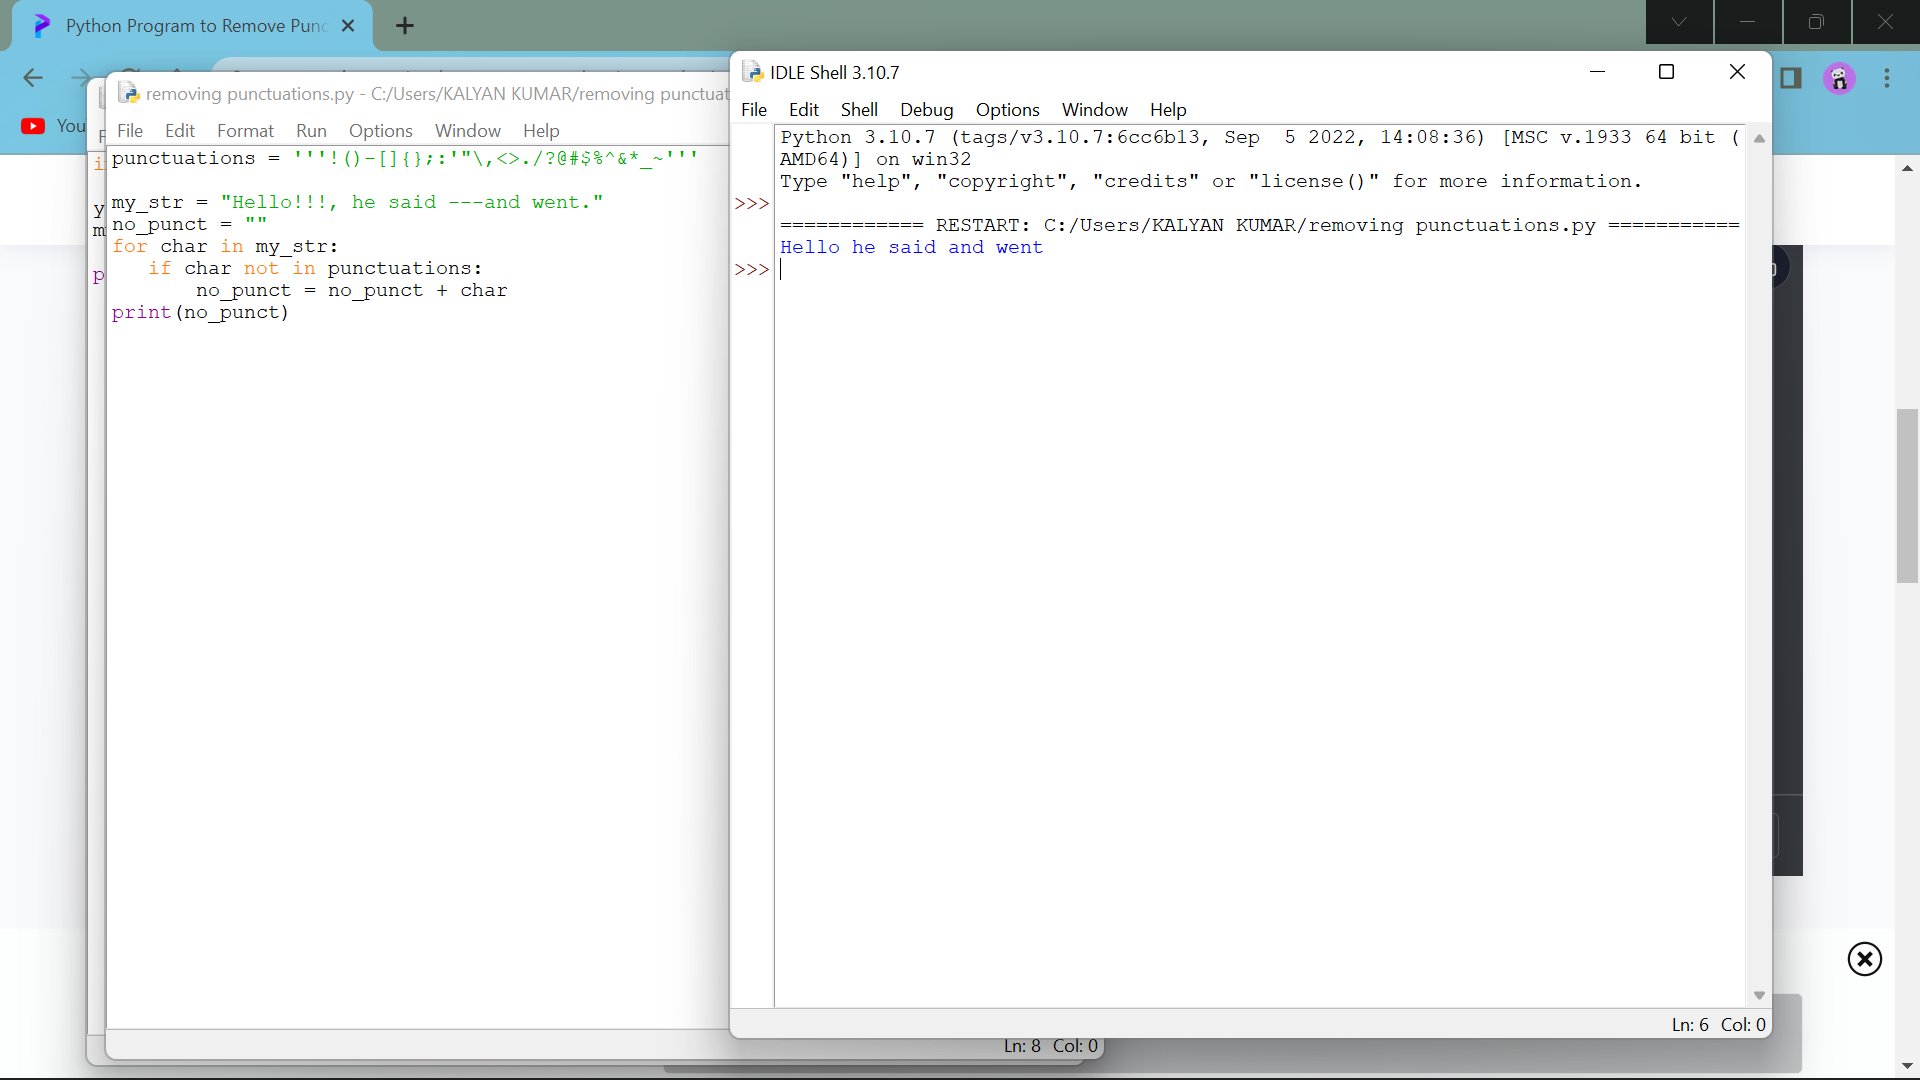 Python Program to Remove Punc
You
removing punctuations.py - C:/Users/KALYAN KUMAR/removing punctuat
File Edit Format Run Options Window Help
punctuations = '''!()-[]{};:'"\,<>./?@#$%^&*_~'''
my_str = "Hello!!!, he said ---and went."
no_punct = ""
for char in my_str:
   if char not in punctuations:
       no_punct = no_punct + char
print(no_punct)
Ln: 8 Col: 0
IDLE Shell 3.10.7
File Edit Shell Debug Options Window Help
Python 3.10.7 (tags/v3.10.7:6cc6b13, Sep  5 2022, 14:08:36) [MSC v.1933 64 bit (
AMD64)] on win32
Type "help", "copyright", "credits" or "license()" for more information.
>>>
============ RESTART: C:/Users/KALYAN KUMAR/removing punctuations.py ===========
Hello he said and went
>>>
Ln: 6 Col: 0